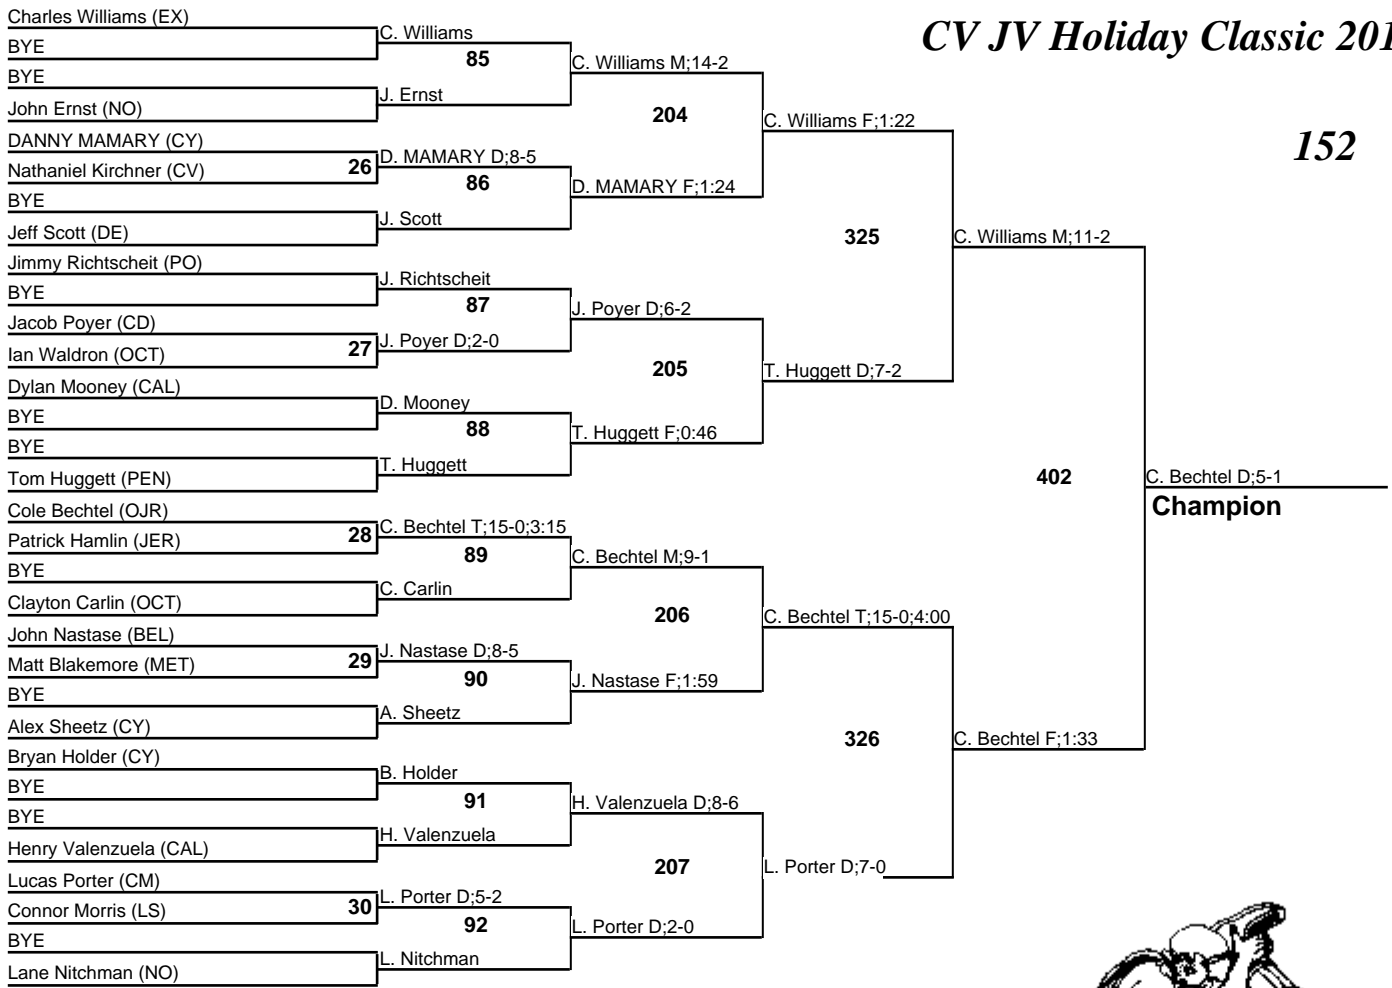 CV JV Holiday Classic 201
152
Charles Williams (EX)
BYE
BYE
John Ernst (NO)
DANNY MAMARY (CY)
Nathaniel Kirchner (CV)
BYE
Jeff Scott (DE)
Jimmy Richtscheit (PO)
BYE
Jacob Poyer (CD)
Ian Waldron (OCT)
Dylan Mooney (CAL)
BYE
BYE
Tom Huggett (PEN)
Cole Bechtel (OJR)
Patrick Hamlin (JER)
BYE
Clayton Carlin (OCT)
John Nastase (BEL)
Matt Blakemore (MET)
BYE
Alex Sheetz (CY)
Bryan Holder (CY)
BYE
BYE
Henry Valenzuela (CAL)
Lucas Porter (CM)
Connor Morris (LS)
BYE
Lane Nitchman (NO)
26
27
28
29
30
C. Williams
85
J. Ernst
D. MAMARY D;8-5
86
J. Scott
J. Richtscheit
87
J. Poyer D;2-0
D. Mooney
88
T. Huggett
C. Bechtel T;15-0;3:15
89
C. Carlin
J. Nastase D;8-5
90
A. Sheetz
B. Holder
91
H. Valenzuela
L. Porter D;5-2
92
L. Nitchman
C. Williams M;14-2
204
D. MAMARY F;1:24
J. Poyer D;6-2
205
T. Huggett F;0:46
C. Bechtel M;9-1
206
J. Nastase F;1:59
H. Valenzuela D;8-6
207
L. Porter D;2-0
C. Williams F;1:22
325
T. Huggett D;7-2
C. Bechtel T;15-0;4:00
326
L. Porter D;7-0
C. Williams M;11-2
402
C. Bechtel F;1:33
C. Bechtel D;5-1
Champion